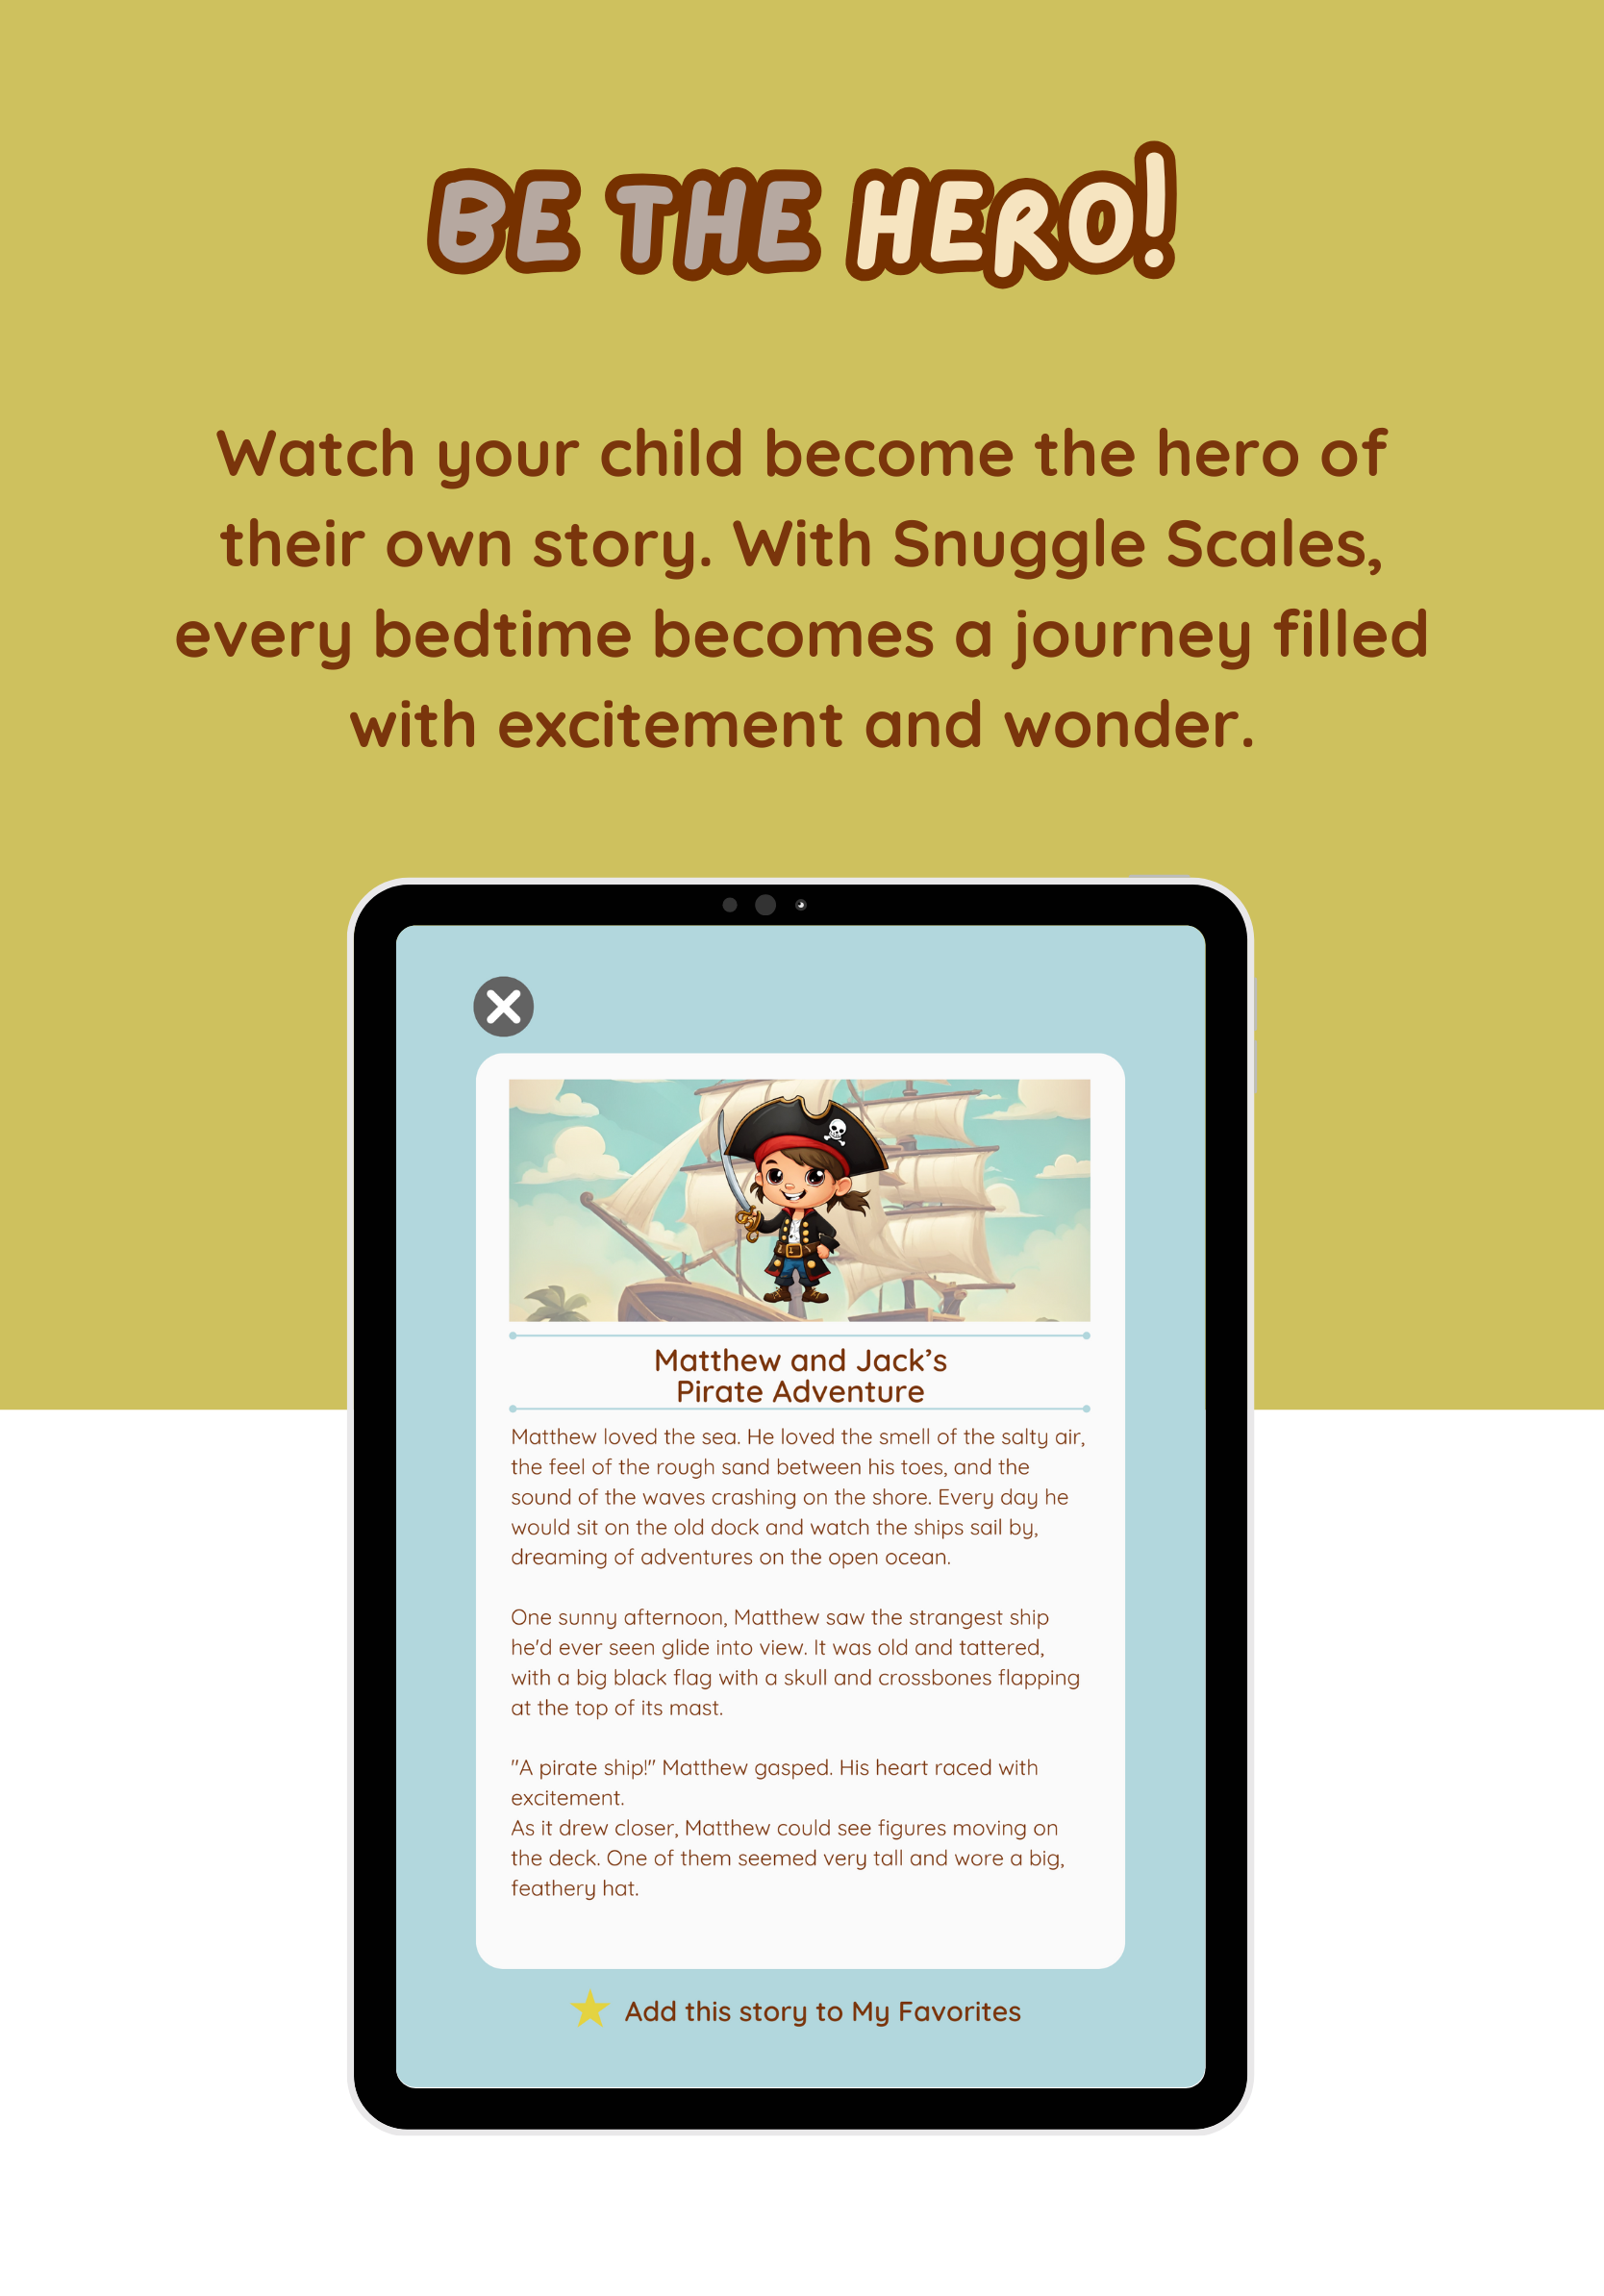 BE THE HERO!
Watch your child become the hero of
their own story. With Snuggle Scales,
every bedtime becomes a journey filled
with excitement and wonder.
Matthew and Jack’s
Pirate Adventure
Matthew loved the sea. He loved the smell of the salty air,
the feel of the rough sand between his toes, and the
sound of the waves crashing on the shore. Every day he
would sit on the old dock and watch the ships sail by,
dreaming of adventures on the open ocean.
One sunny afternoon, Matthew saw the strangest ship
he'd ever seen glide into view. It was old and tattered,
with a big black flag with a skull and crossbones flapping
at the top of its mast.
"A pirate ship!" Matthew gasped. His heart raced with
excitement.
As it drew closer, Matthew could see figures moving on
the deck. One of them seemed very tall and wore a big,
feathery hat.
Add this story to My Favorites